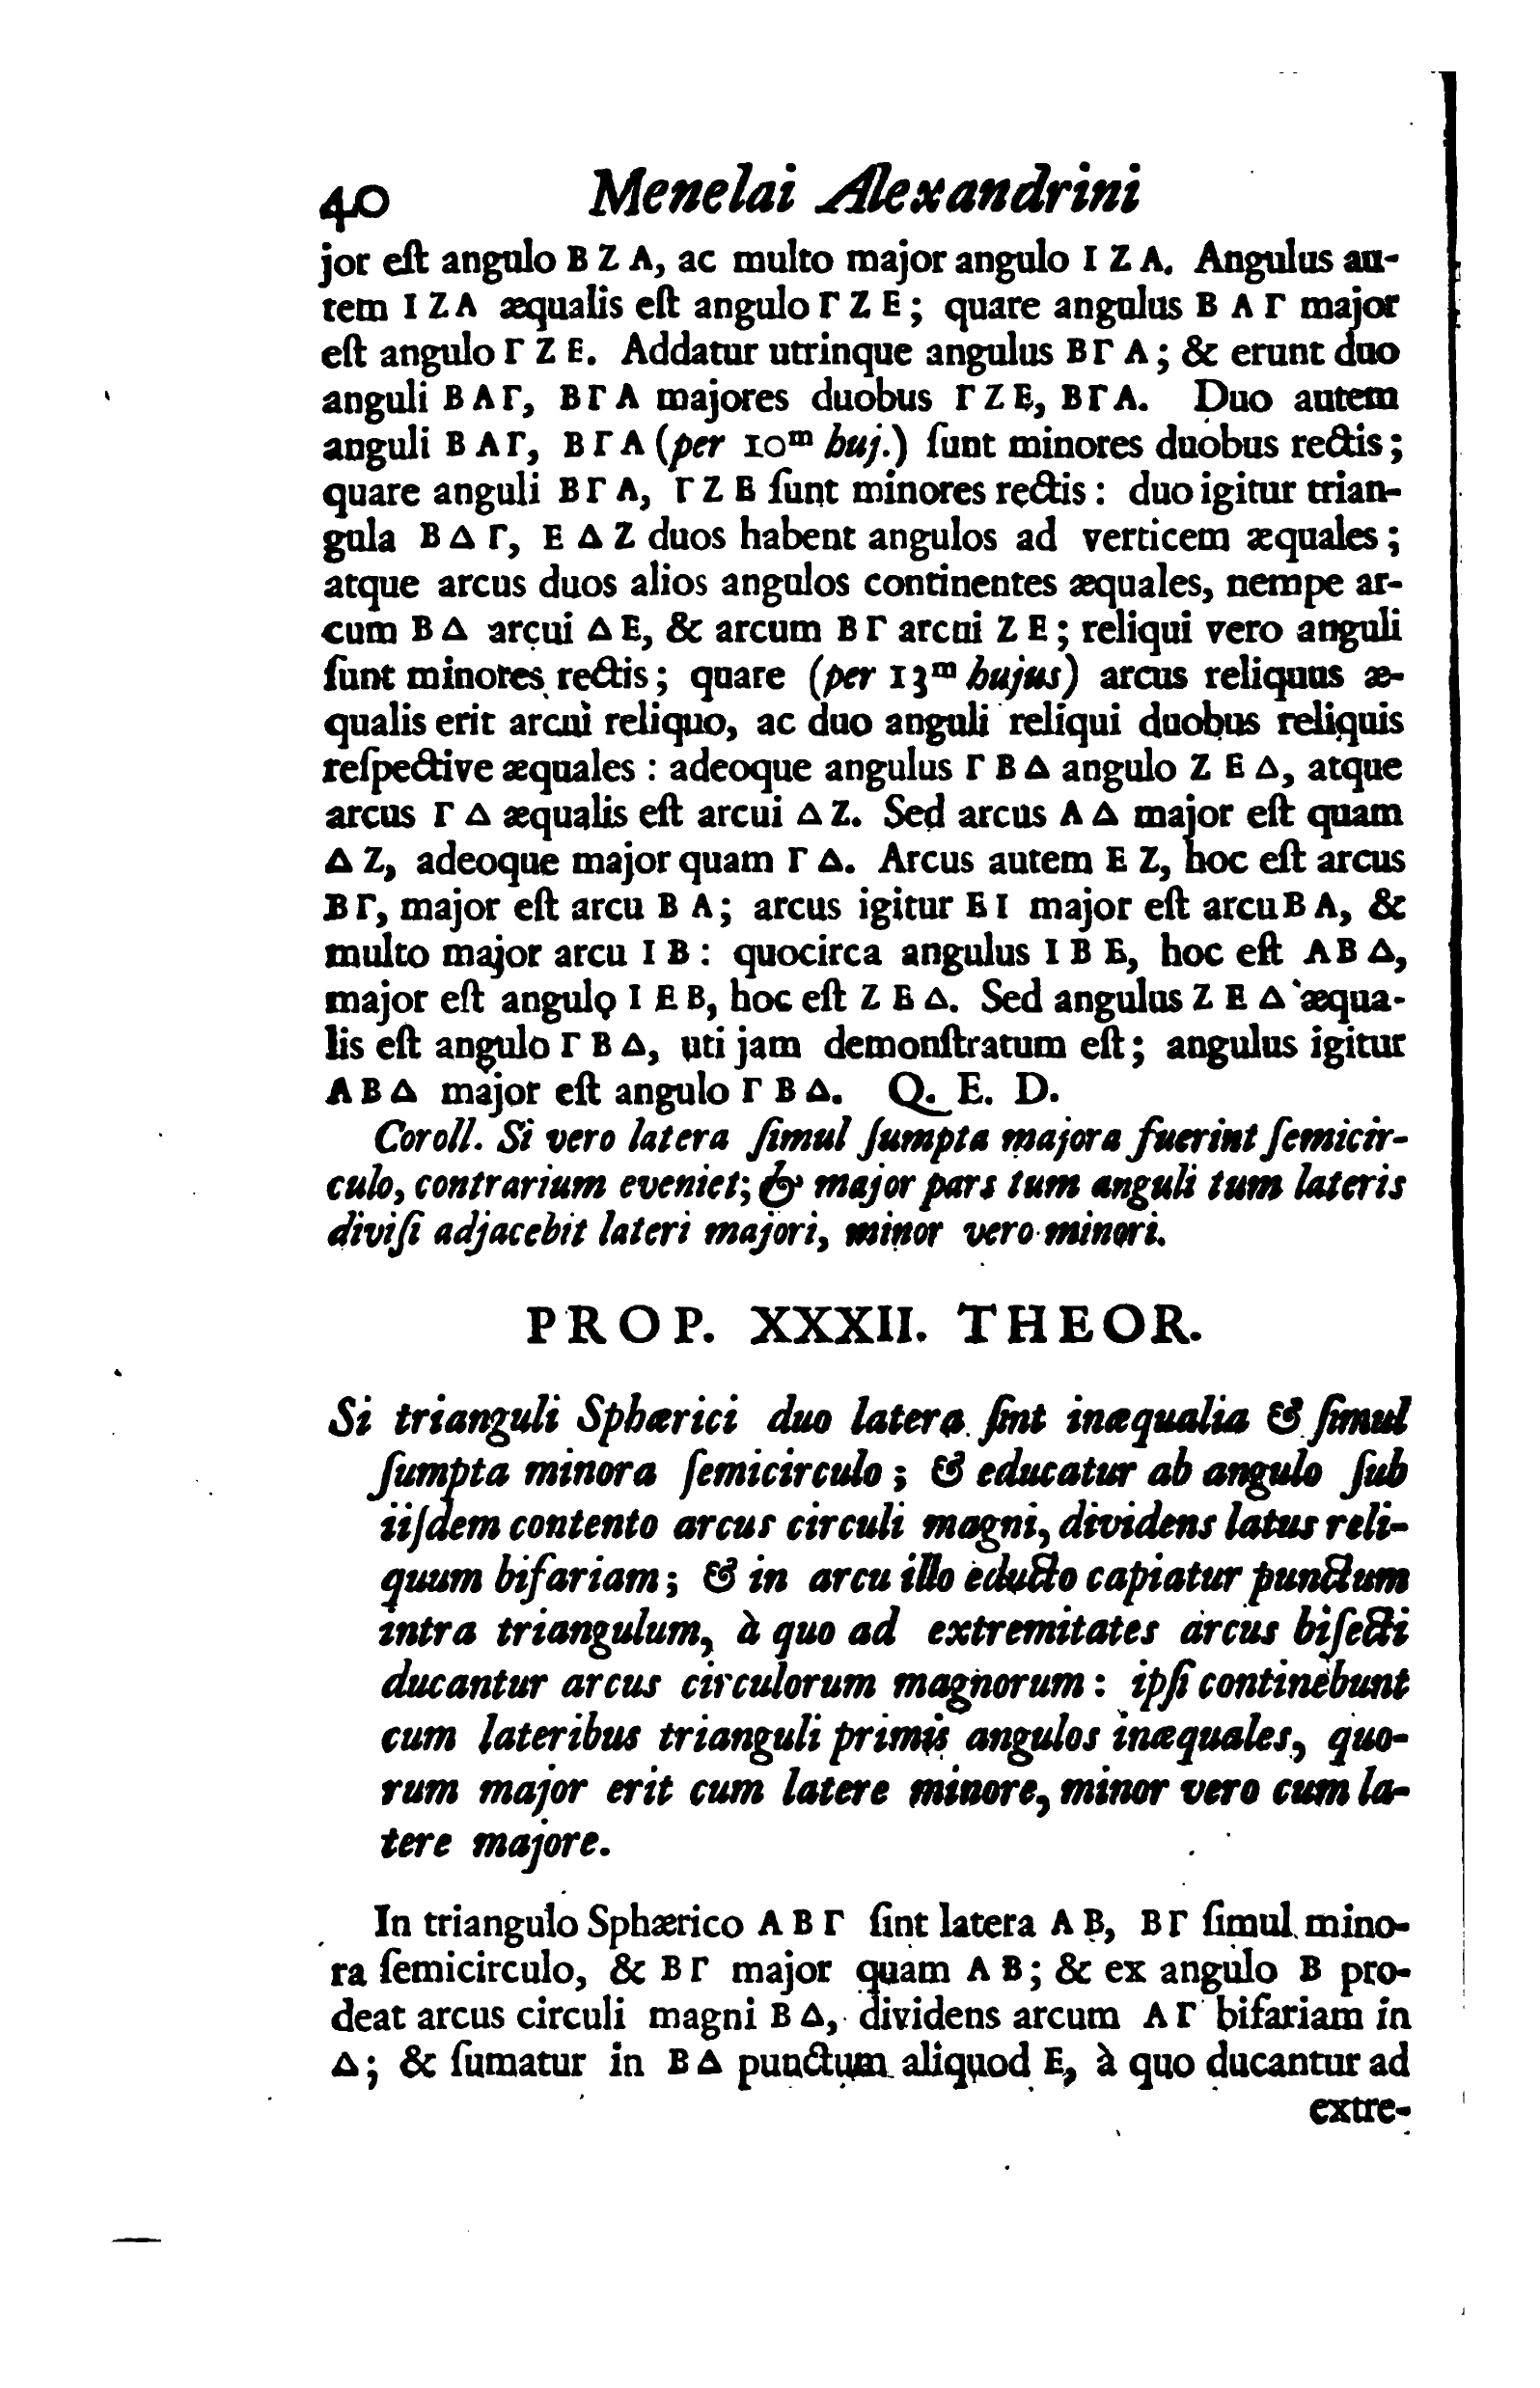 40 Menelai Alexandrini
jor eſt angulo Β Ζ Α, ac multo major angulo Ι Ζ Α. Angulus au-
tem Ι Ζ Α æqualis eſt angulo Γ Ζ Ε; quare angulus Β Α Γ major
eſt angulo Γ Ζ Ε. Addatur utrinque angulus Β Γ Α; & erunt duo
anguli Β Α Γ, Β Γ Α majores duobus Γ Ζ Ε, Β Γ Α. Duo autem
anguli Β Α Γ, Β Γ Α (per 10m huj.) ſunt minores duobus rectis;
quare anguli Β Γ Α, Γ Ζ Ε ſunt minores rectis: duo igitur trian-
gula Β Δ Γ, Ε Δ Ζ duos habent angulos ad verticem æquales;
atque arcus duos alios angulos continentes æquales, nempe ar-
cum Β Δ arcui Δ Ε, & arcum Β Γ arcui Ζ Ε; reliqui vero anguli
ſunt minores rectis; quare (per 13m hujus) arcus reliquus æ-
qualis erit arcui reliquo, ac duo anguli reliqui duobus reliquis
reſpective æquales: adeoque angulus Γ Β Δ angulo Ζ Ε Δ, atque
arcus Γ Δ æqualis eſt arcui Δ Ζ. Sed arcus Α Δ major eſt quam
Δ Ζ, adeoque major quam Γ Δ. Arcus autem Ε Ζ, hoc eſt arcus
Β Γ, major eſt arcu Β Α; arcus igitur Ε Ι major eſt arcu Β Α, &
multo major arcu Ι Β: quocirca angulus Ι Β Ε, hoc eſt Α Β Δ,
major eſt angulo Ι Ε Β, hoc eſt Ζ Ε Δ. Sed angulus Ζ Ε Δ æqua-
lis eſt angulo Γ Β Δ, uti jam demonſtratum eſt; angulus igitur
Α Β Δ major eſt angulo Γ Β Δ. Q. E. D.
Coroll. Si vero latera ſimul ſumpta majora fuerint ſemicir-
culo, contrarium eveniet; & major pars tum anguli tum lateris
diviſi adjacebit lateri majori, minor vero minori.
PROP. XXXII. THEOR.
Si trianguli Sphærici duo latera ſint inæqualia & ſimul
ſumpta minora ſemicirculo; & educatur ab angulo ſub
iiſdem contento arcus circuli magni, dividens latus reli-
quum bifariam; & in arcu illo educto capiatur punctum
intra triangulum, à quo ad extremitates arcus biſecti
ducantur arcus circulorum magnorum: ipſi continebunt
cum lateribus trianguli primis angulos inæquales, quo-
rum major erit cum latere minore, minor vero cum la-
tere majore.
In triangulo Sphærico Α Β Γ ſint latera Α Β, Β Γ ſimul mino-
ra ſemicirculo, & Β Γ major quam Α Β; & ex angulo Β pro-
deat arcus circuli magni Β Δ, dividens arcum Α Γ bifariam in
Δ; & ſumatur in Β Δ punctum aliquod Ε, à quo ducantur ad
extre-